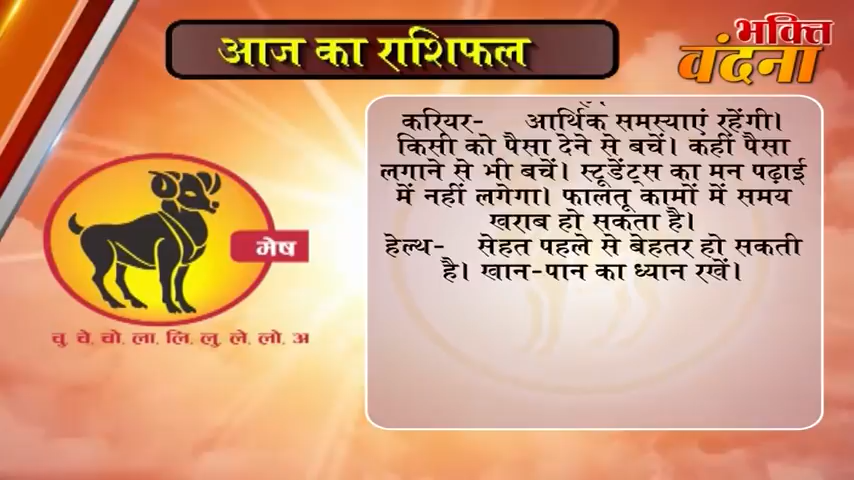 आज का राशिफल
भक्ति
वंदना
करियर- आर्थिक समस्याएं रहेंगी।
किसी को पैसा देने से बचें। कहीं पैसा
लगाने से भी बचें। स्टूडेंट्स का मन पढ़ाई
में नहीं लगेगा। फालतू कामों में समय
खराब हो सकता है।
हेल्थ- सेहत पहले से बेहतर हो सकती
है। खान-पान का ध्यान रखें।
मेष
चु, चे, चो, ला, लि, लु, ले, लो, अ